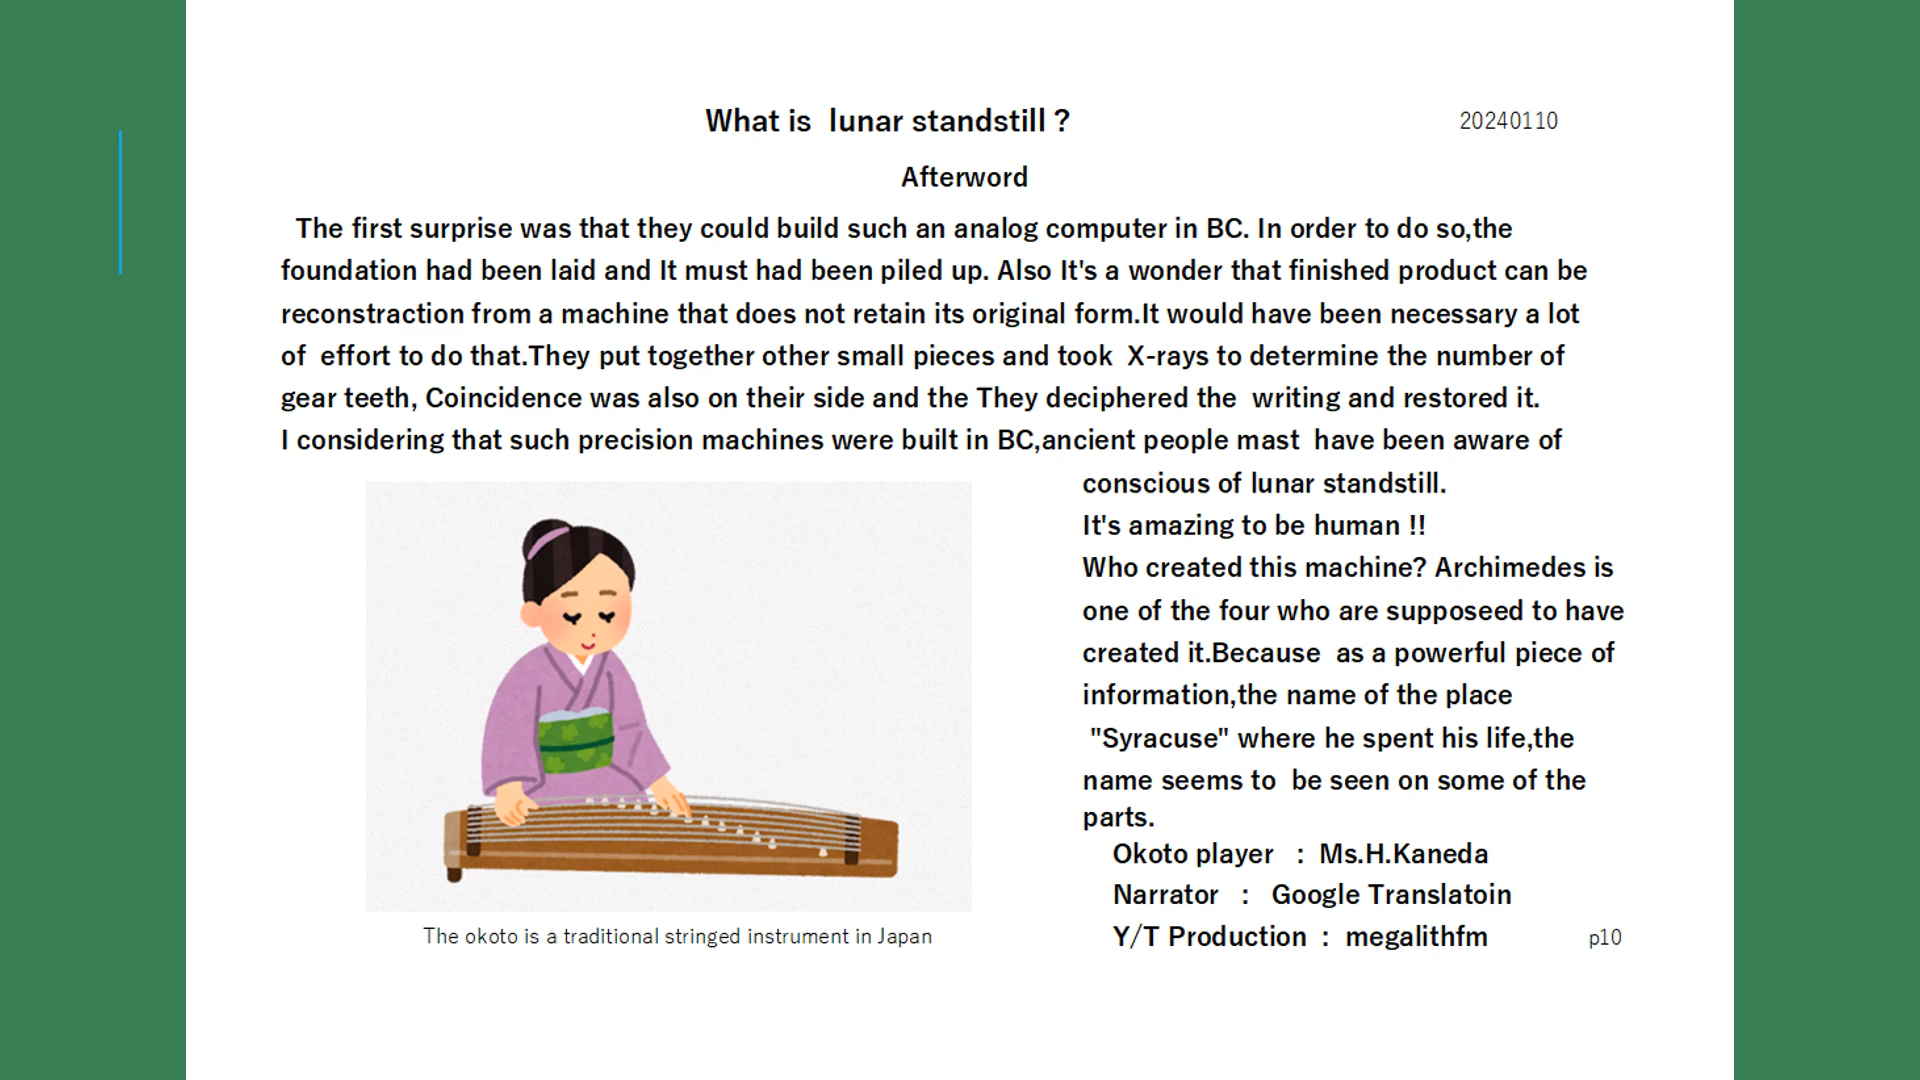 What is lunar standstill ?
20240110
Afterword
The first surprise was that they could build such an analog computer in BC. In order to do so,the
foundation had been laid and It must had been piled up. Also It's a wonder that finished product can be
reconstraction from a machine that does not retain its original form.It would have been necessary a lot
of effort to do that.They put together other small pieces and took X-rays to determine the number of
gear teeth, Coincidence was also on their side and the They deciphered the writing and restored it.
I considering that such precision machines were built in BC,ancient people mast have been aware of
conscious of lunar standstill.
It's amazing to be human !!
Who created this machine? Archimedes is
one of the four who are supposeed to have
created it.Because as a powerful piece of
information,the name of the place
"Syracuse" where he spent his life,the
name seems to be seen on some of the
parts.
Okoto player : Ms.H.Kaneda
Narrator : Google Translatoin
Y/T Production : megalithfm
The okoto is a traditional stringed instrument in Japan
p10